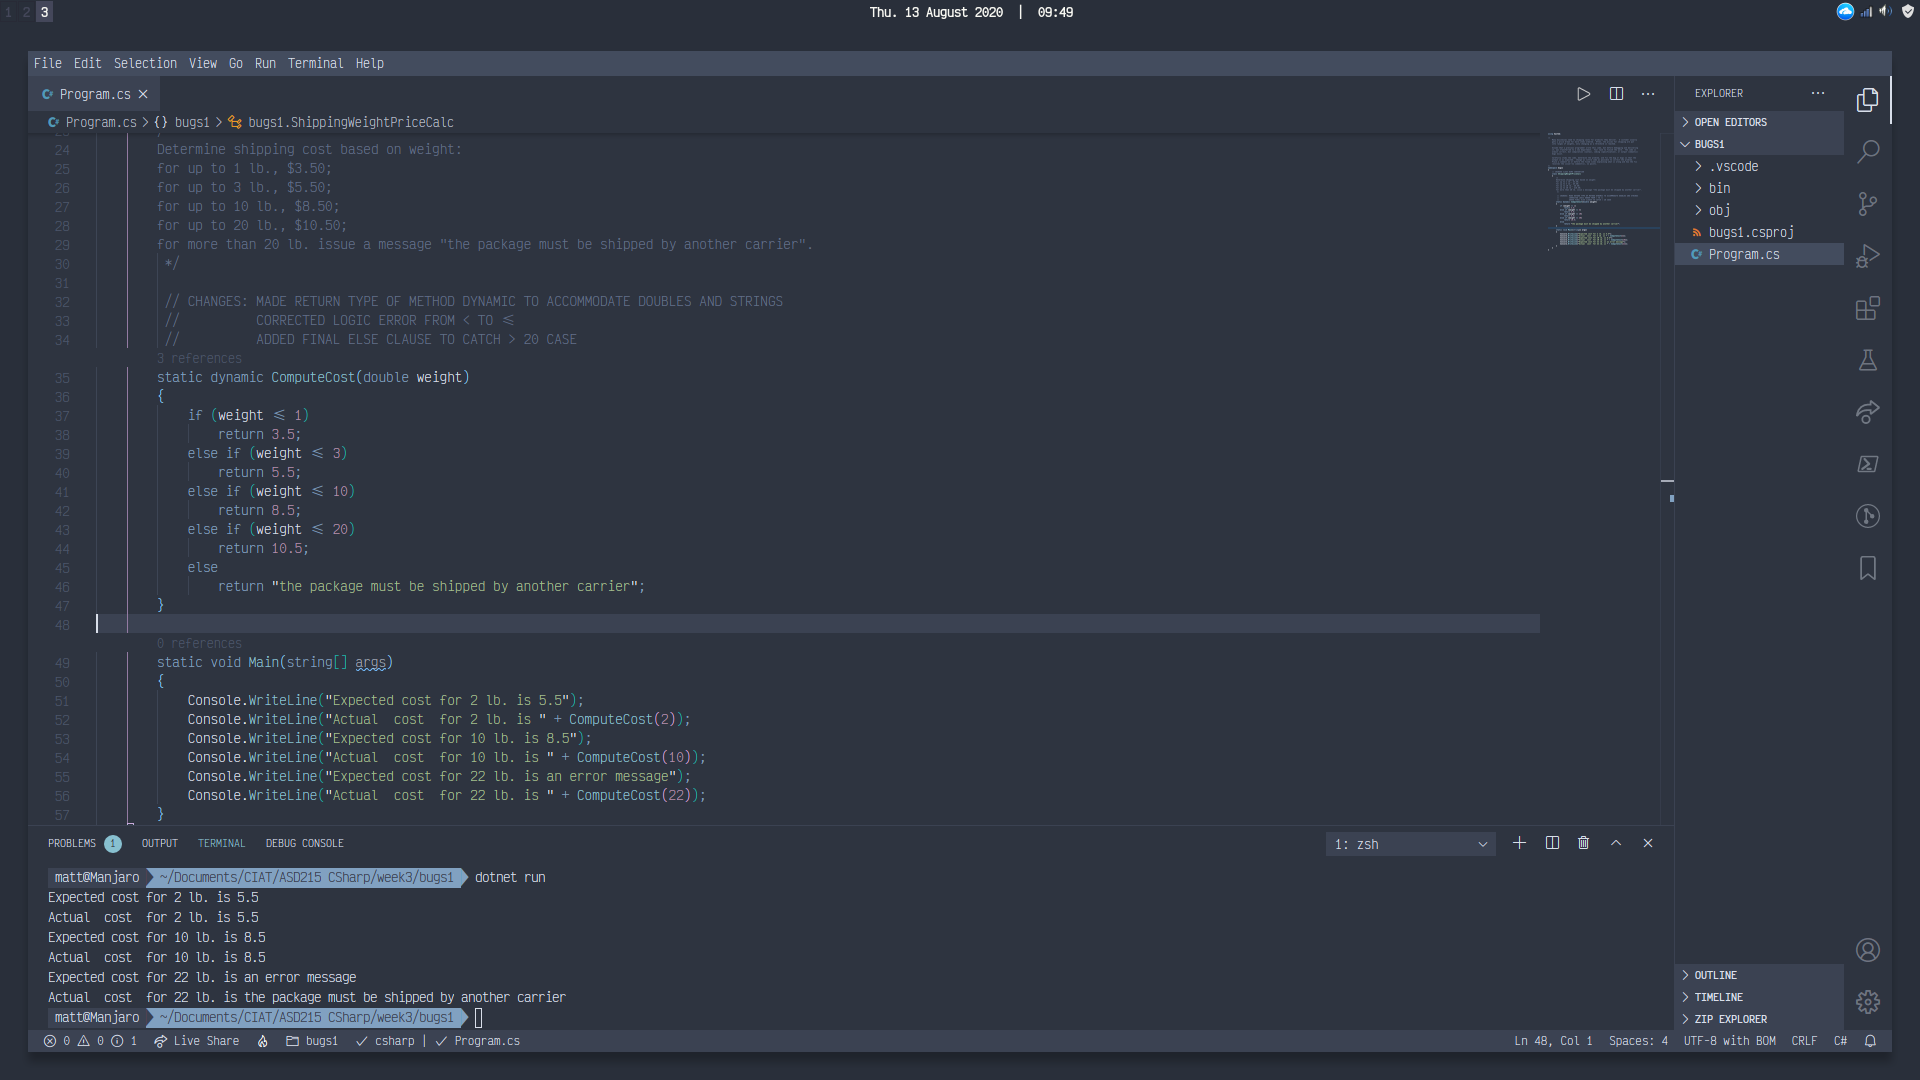 1 2 3
Thu. 13 August 2020 | 09:49
File Edit Selection View Go Run Terminal Help
Program.cs
EXPLORER
Program.cs > {} bugs1 > bugs1.ShippingWeightPriceCalc
OPEN EDITORS
BUGS1
.vscode
bin
obj
bugs1.csproj
Program.cs
24 Determine shipping cost based on weight:
25 for up to 1 lb., $3.50;
26 for up to 3 lb., $5.50;
27 for up to 10 lb., $8.50;
28 for up to 20 lb., $10.50;
29 for more than 20 lb. issue a message "the package must be shipped by another carrier".
30 */
31
32 // CHANGES: MADE RETURN TYPE OF METHOD DYNAMIC TO ACCOMMODATE DOUBLES AND STRINGS
33 // CORRECTED LOGIC ERROR FROM < TO ≤
34 // ADDED FINAL ELSE CLAUSE TO CATCH > 20 CASE
3 references
35 static dynamic ComputeCost(double weight)
36 {
37 if (weight ≤ 1)
38 return 3.5;
39 else if (weight ≤ 3)
40 return 5.5;
41 else if (weight ≤ 10)
42 return 8.5;
43 else if (weight ≤ 20)
44 return 10.5;
45 else
46 return "the package must be shipped by another carrier";
47 }
48
0 references
49 static void Main(string[] args)
50 {
51 Console.WriteLine("Expected cost for 2 lb. is 5.5");
52 Console.WriteLine("Actual  cost  for 2 lb. is " + ComputeCost(2));
53 Console.WriteLine("Expected cost for 10 lb. is 8.5");
54 Console.WriteLine("Actual  cost  for 10 lb. is " + ComputeCost(10));
55 Console.WriteLine("Expected cost for 22 lb. is an error message");
56 Console.WriteLine("Actual  cost  for 22 lb. is " + ComputeCost(22));
57 }
PROBLEMS 1 OUTPUT TERMINAL DEBUG CONSOLE
1: zsh
matt@Manjaro ~/Documents/CIAT/ASD215 CSharp/week3/bugs1 dotnet run
Expected cost for 2 lb. is 5.5
Actual  cost  for 2 lb. is 5.5
Expected cost for 10 lb. is 8.5
Actual  cost  for 10 lb. is 8.5
Expected cost for 22 lb. is an error message
Actual  cost  for 22 lb. is the package must be shipped by another carrier
matt@Manjaro ~/Documents/CIAT/ASD215 CSharp/week3/bugs1
OUTLINE
TIMELINE
ZIP EXPLORER
0 0 1 Live Share bugs1 csharp | Program.cs
Ln 48, Col 1 Spaces: 4 UTF-8 with BOM CRLF C#